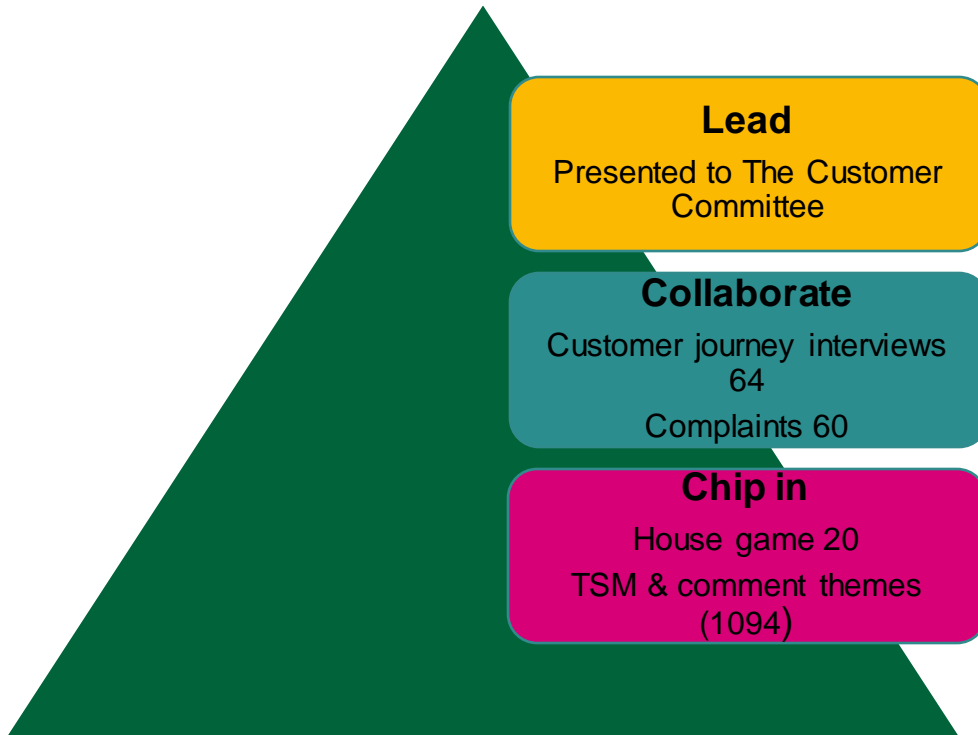 Lead
Presented to The Customer
Committee
Collaborate
Customer journey interviews
64
Complaints 60
Chip in
House game 20
TSM & comment themes
(1094)